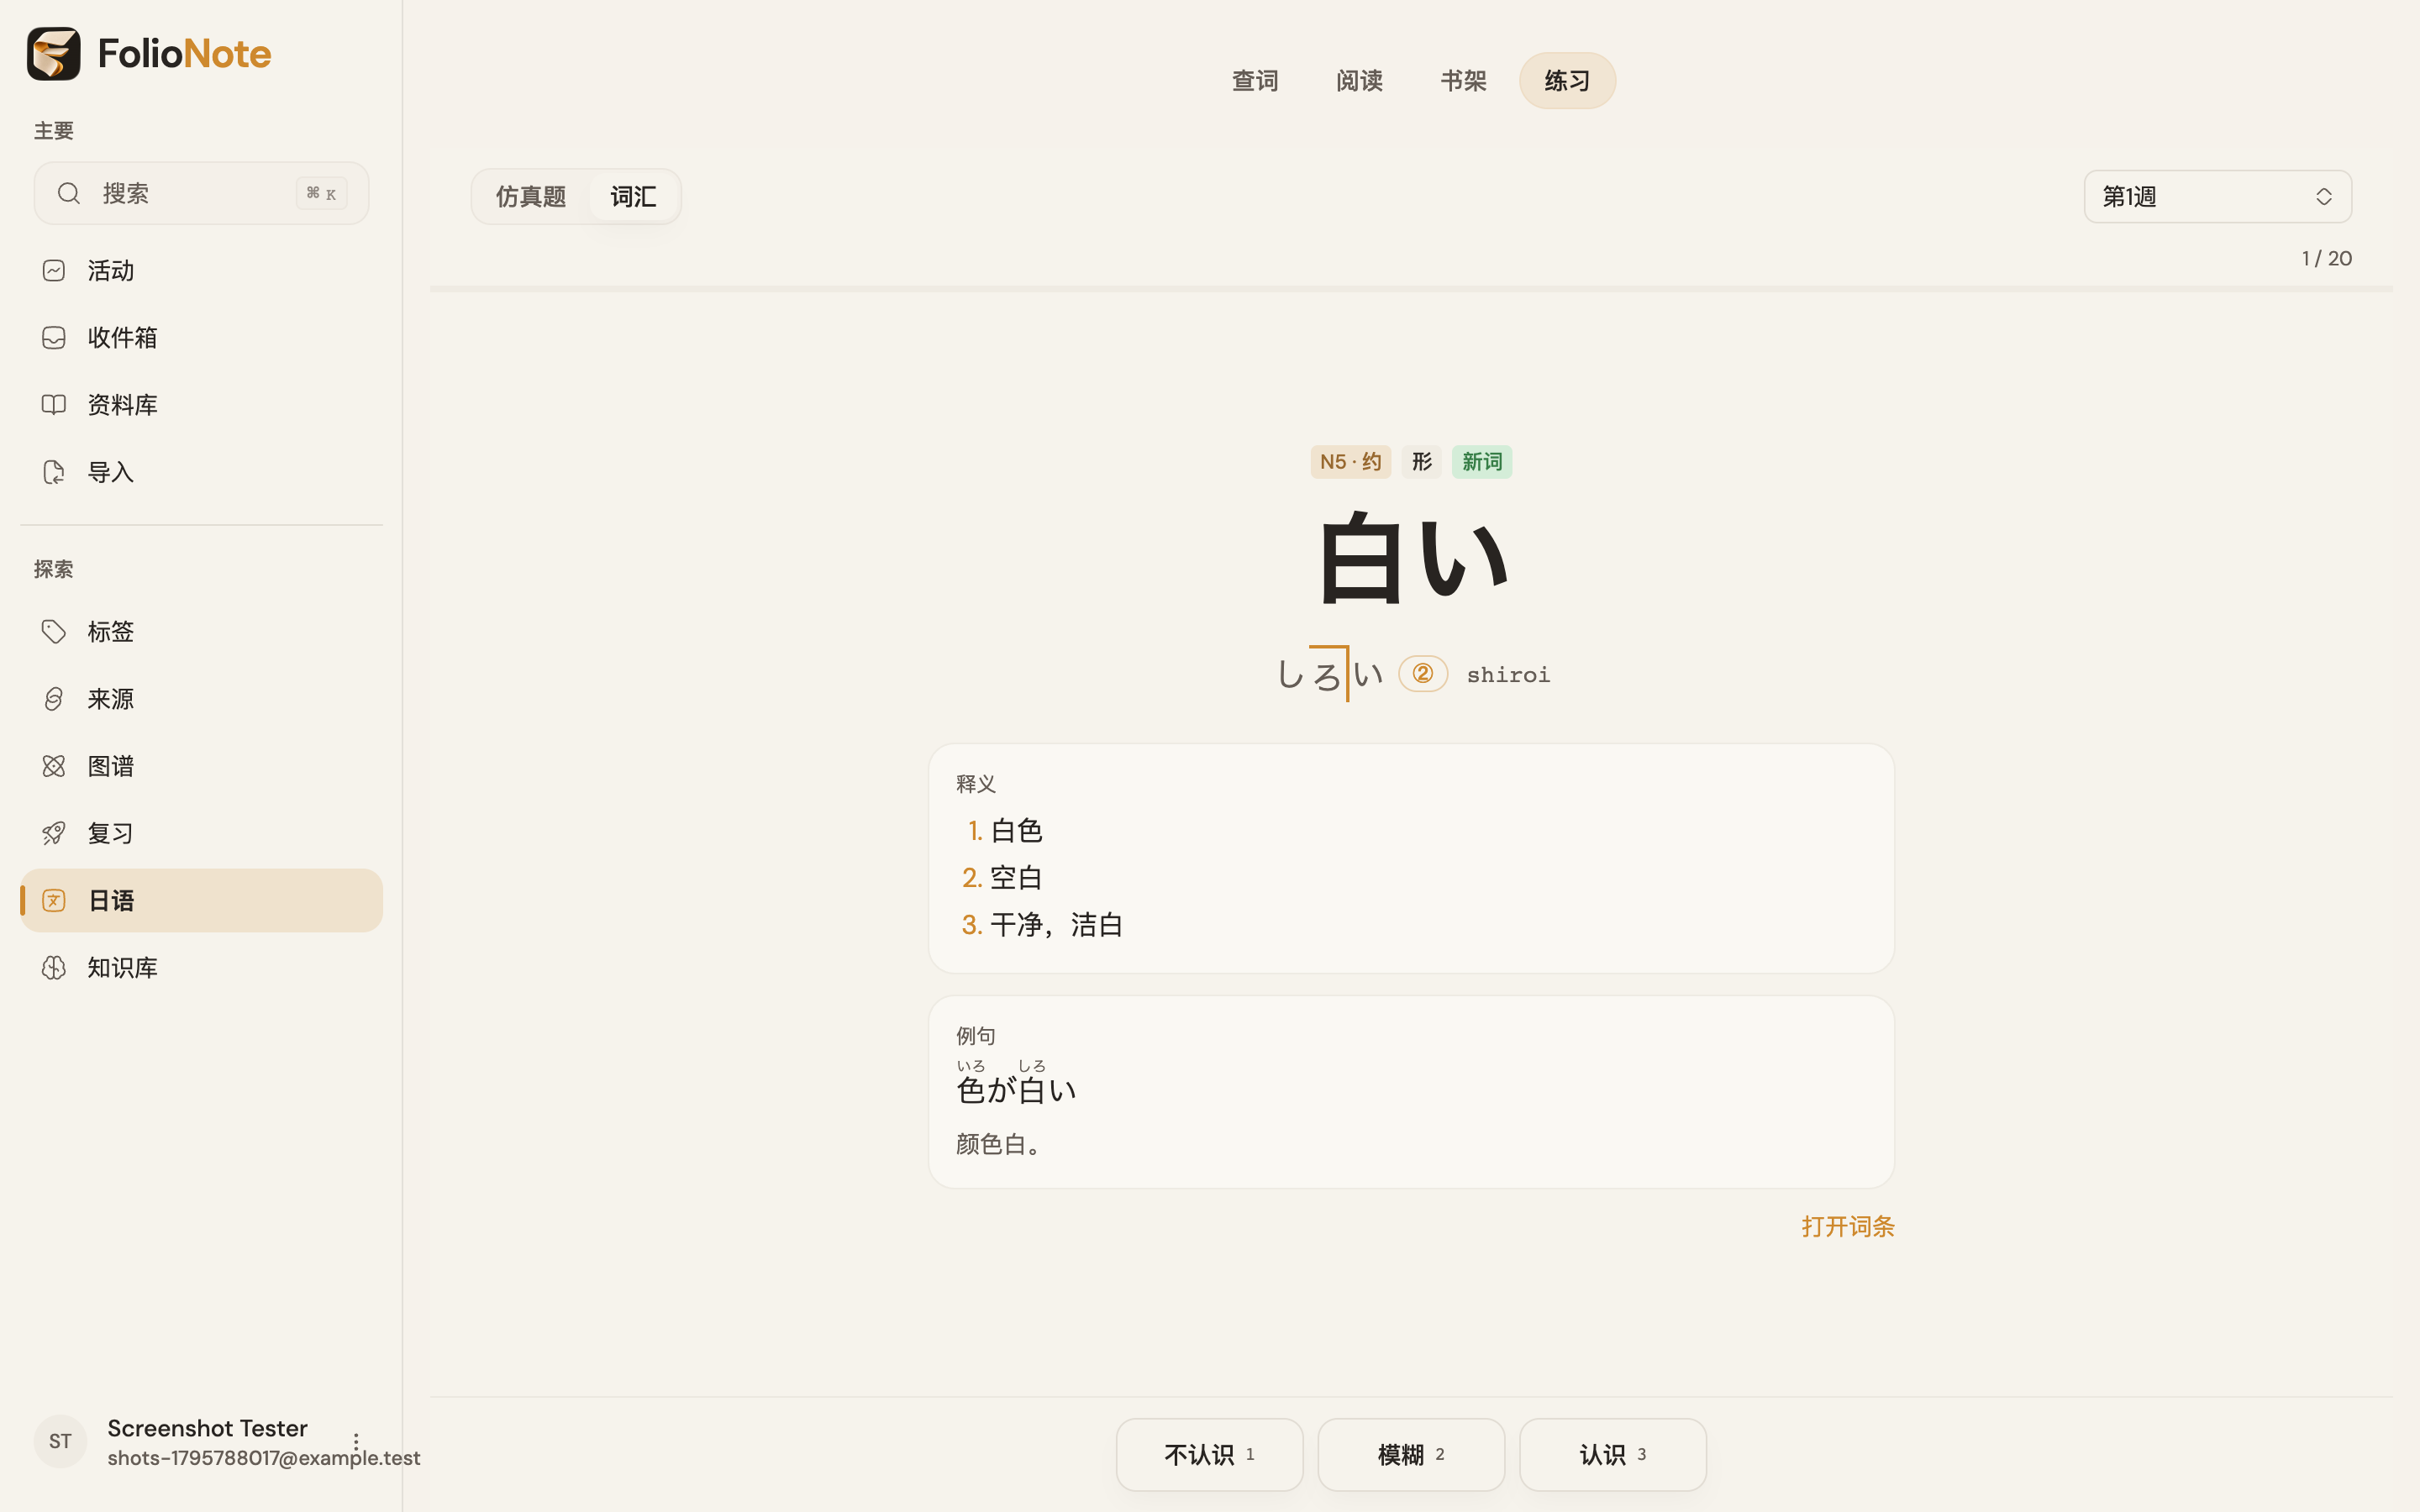 FolioNote
主要
搜索 ⌘ K
活动
收件箱
资料库
导入
探索
标签
来源
图谱
复习
日语
知识库
ST
Screenshot Tester
shots-1795788017@example.test
查词 阅读 书架 练习
仿真题 词汇
第1週
1 / 20
N5 · 约 形 新词
白い
しろい ② shiroi
释义
1. 白色
2. 空白
3. 干净，洁白
例句
いろ しろ
色が白い
颜色白。
打开词条
不认识 1 模糊 2 认识 3